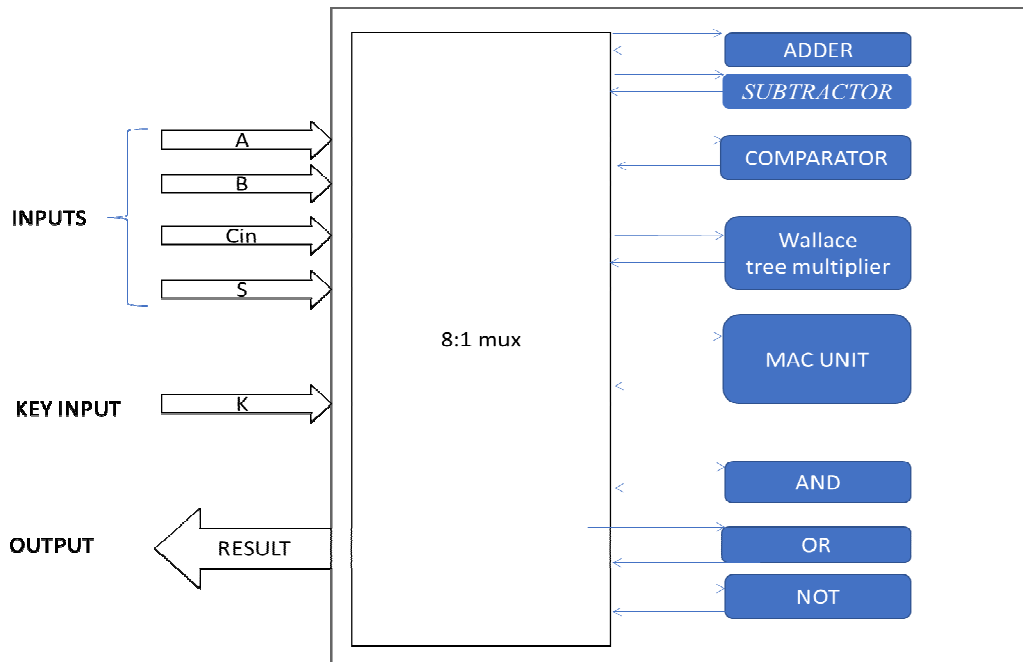 INPUTS
A
B
Cin
S
KEY INPUT
K
OUTPUT
RESULT
8:1 mux
ADDER
SUBTRACTOR
COMPARATOR
Wallace
tree multiplier
MAC UNIT
AND
OR
NOT